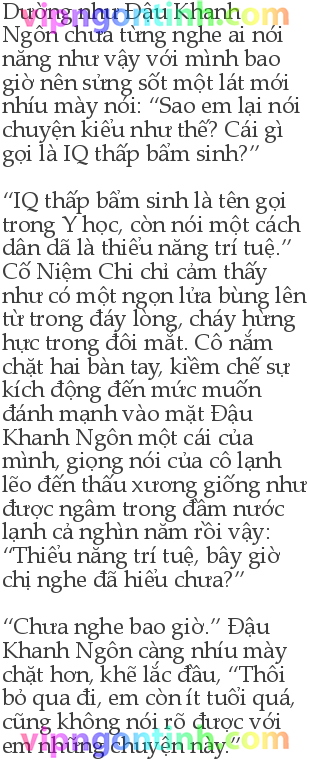 Dường như Đậu Khanh
vipngontinh.com
Ngôn chưa từng nghe ai nói
năng như vậy với mình bao
giờ nên sửng sốt một lát mới
nhíu mày nói: “Sao em lại nói
chuyện kiểu như thế? Cái gì
gọi là IQ thấp bẩm sinh?”
“IQ thấp bẩm sinh là tên gọi
trong Y học, còn nói một cách
dân dã là thiểu năng trí tuệ.”
Cố Niệm Chi chỉ cảm thấy
như có một ngọn lửa bùng lên
từ trong đáy lòng, cháy hừng
hực trong đôi mắt. Cô nắm
chặt hai bàn tay, kiềm chế sự
kích động đến mức muốn
đánh mạnh vào mặt Đậu
Khanh Ngôn một cái của
mình, giọng nói của cô lạnh
lẽo đến thấu xương giống như
được ngâm trong đầm nước
lạnh cả nghìn năm rồi vậy:
“Thiểu năng trí tuệ, bây giờ
chị nghe đã hiểu chưa?”
“Chưa nghe bao giờ.” Đậu
Khanh Ngôn càng nhíu mày
chặt hơn, khẽ lắc đầu, “Thôi
bỏ qua đi, em còn ít tuổi quá,
cũng không nói rõ được với
em những chuyện này.”
vipngontinh.com